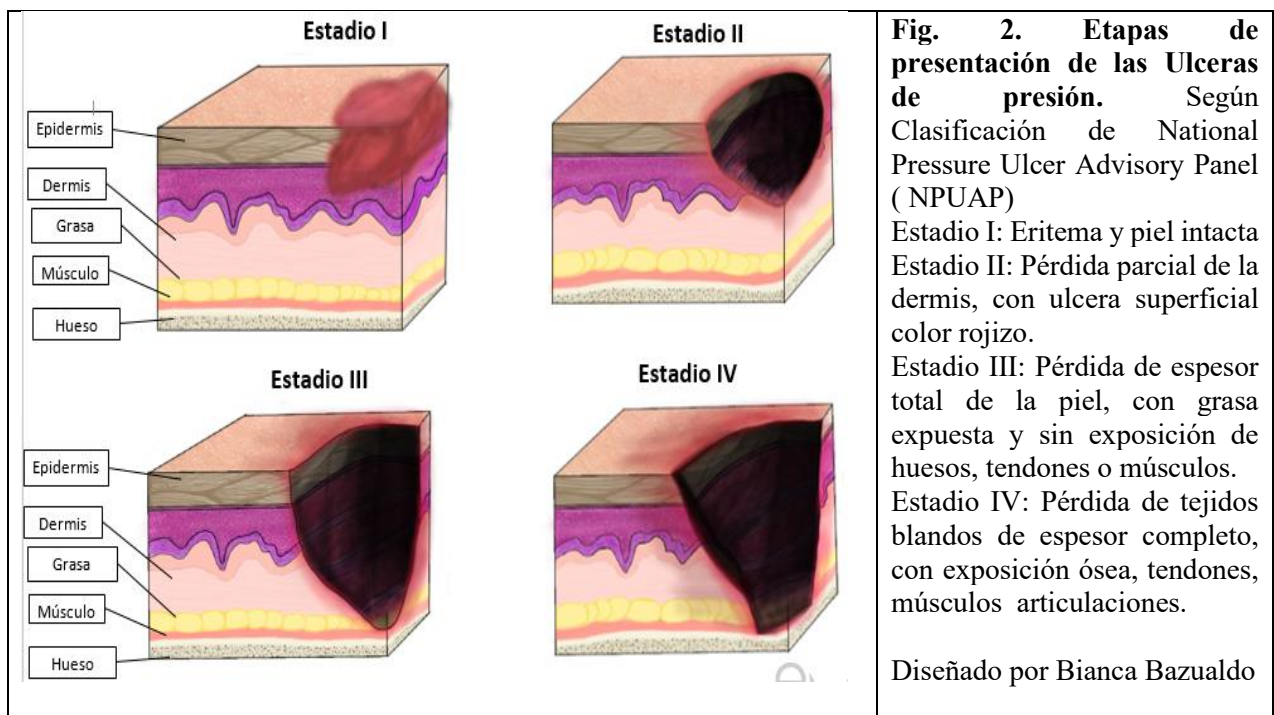 Estadio I
Estadio II
Epidermis
Dermis
Grasa
Músculo
Hueso
Estadio III
Estadio IV
Epidermis
Dermis
Grasa
Músculo
Hueso
Fig. 2. Etapas de
presentación de las Ulceras
de presión. Según
Clasificación de National
Pressure Ulcer Advisory Panel
( NPUAP)
Estadio I: Eritema y piel intacta
Estadio II: Pérdida parcial de la
dermis, con ulcera superficial
color rojizo.
Estadio III: Pérdida de espesor
total de la piel, con grasa
expuesta y sin exposición de
huesos, tendones o músculos.
Estadio IV: Pérdida de tejidos
blandos de espesor completo,
con exposición ósea, tendones,
músculos articulaciones.
Diseñado por Bianca Bazualdo